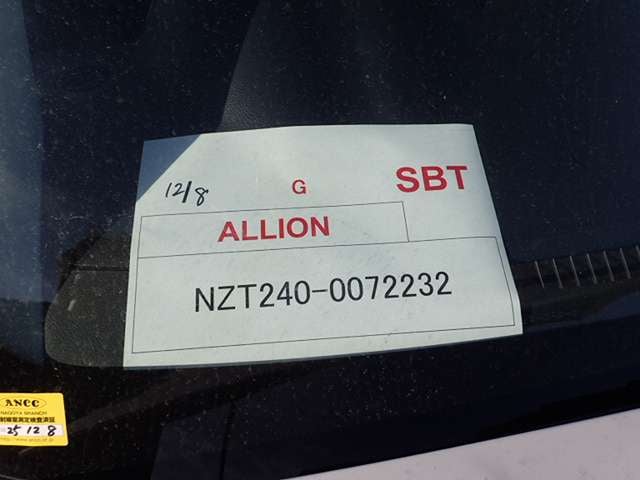 12/8 G SBT
ALLION
NZT240-0072232
ANCC
NAGOYA BRANCH
25 12 8